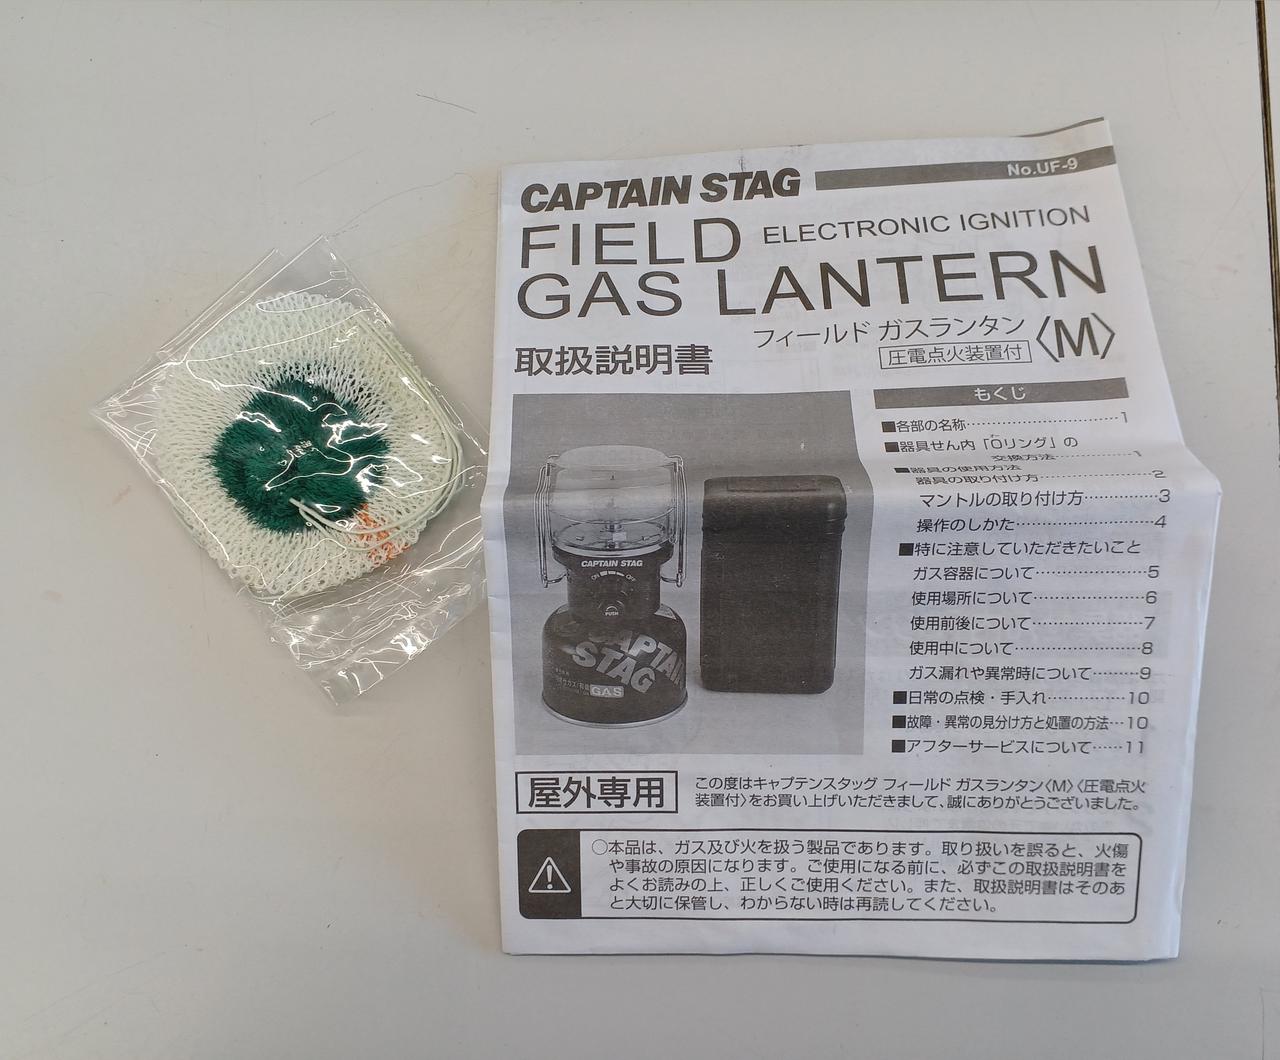 CAPTAIN STAG
No.UF-9
FIELD ELECTRONIC IGNITION
GAS LANTERN
フィールド ガスランタン
圧電点火装置付
〈M〉
取扱説明書
もくじ
■各部の名称……………………1
■器具せん内「Oリング」の
交換方法…………1
■器具の使用方法
器具の取り付け方……………2
マントルの取り付け方…………3
操作のしかた……………………4
■特に注意していただきたいこと
ガス容器について………………5
使用場所について………………6
使用前後について………………7
使用中について…………………8
ガス漏れや異常時について……9
■日常の点検・手入れ…………10
■故障・異常の見分け方と処置の方法…10
■アフターサービスについて……11
CAPTAIN STAG
ON OFF
PUSH
CAPTAIN
STAG
GAS
屋外専用
この度はキャプテンスタッグ フィールド ガスランタン〈M〉〈圧電点火
装置付〉をお買い上げいただきまして、誠にありがとうございました。
○本品は、ガス及び火を扱う製品であります。取り扱いを誤ると、火傷
や事故の原因になります。ご使用になる前に、必ずこの取扱説明書を
よくお読みの上、正しくご使用ください。また、取扱説明書はそのあ
と大切に保管し、わからない時は再読してください。